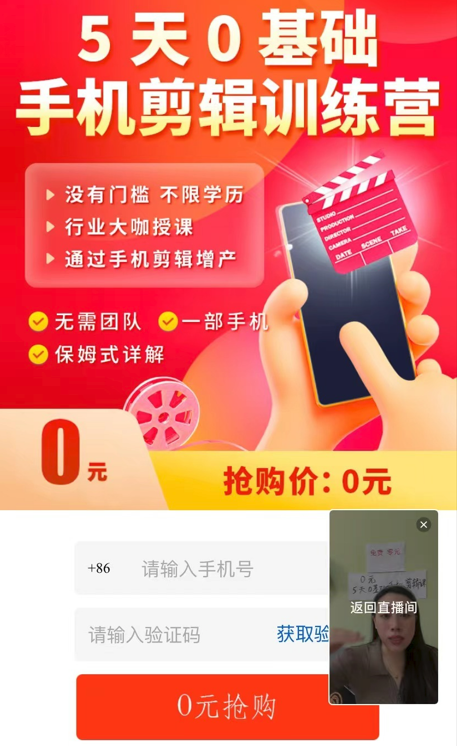 5天0基础
手机剪辑训练营
没有门槛 不限学历
行业大咖授课
通过手机剪辑增产
无需团队 一部手机
保姆式详解
STUDIO
PRODUCTION
DIRECTOR
CAMERA
DATE SCENE TAKE
0元
抢购价：0元
+86 请输入手机号
请输入验证码 获取验
0元抢购
0元
返回直播间